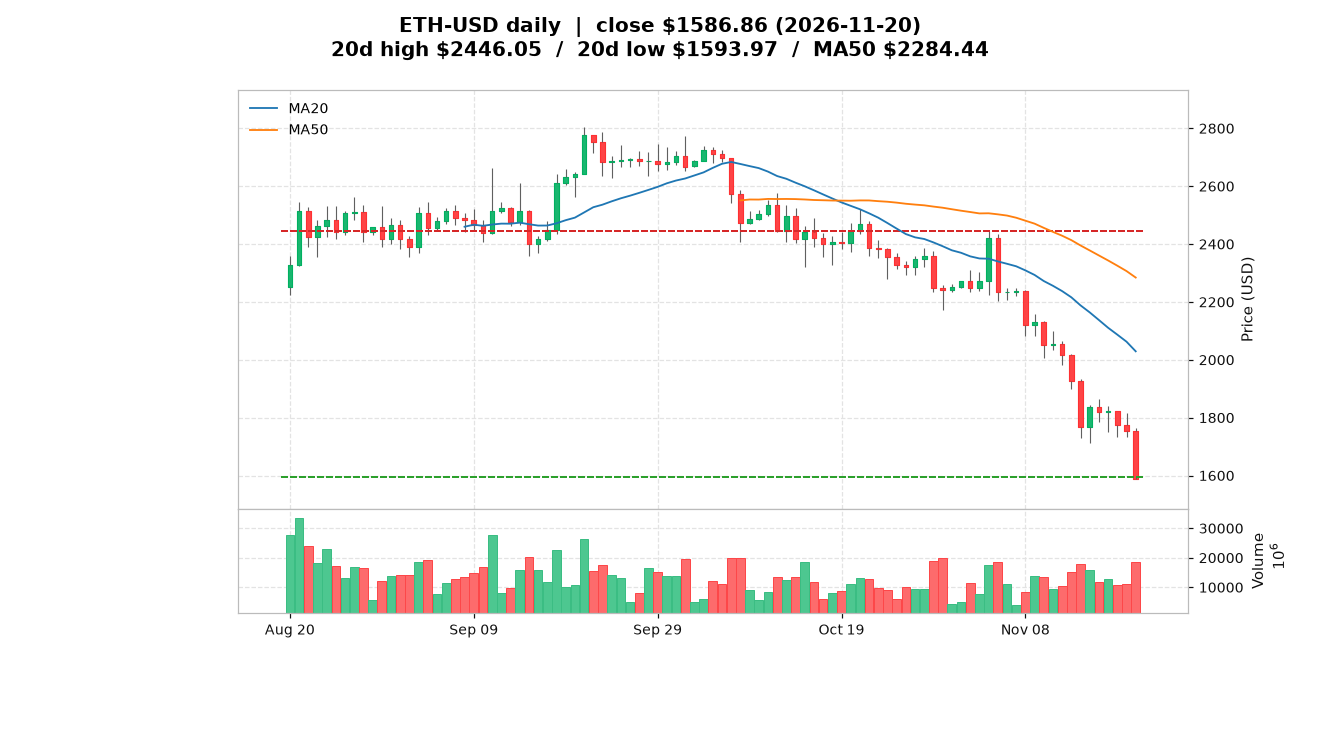 ETH-USD daily | close $1586.86 (2026-11-20)
20d high $2446.05 / 20d low $1593.97 / MA50 $2284.44
MA20
MA50
2800
2600
2400
2200
2000
1800
1600
Price (USD)
30000
20000
10000
Volume
10^6
Aug 20
Sep 09
Sep 29
Oct 19
Nov 08